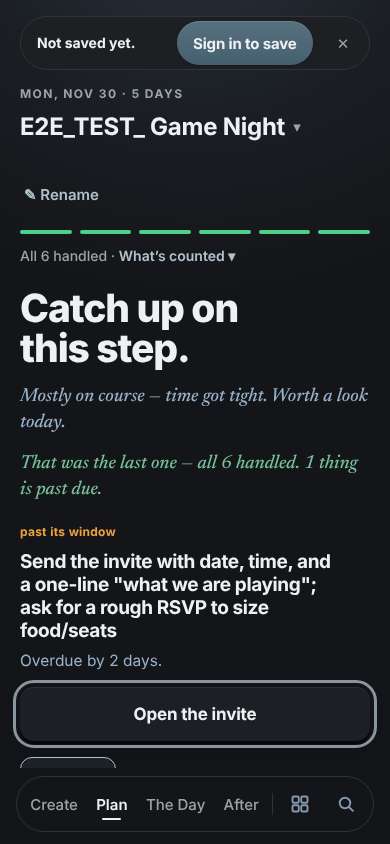 Not saved yet.
Sign in to save
×
MON, NOV 30 · 5 DAYS
E2E_TEST_ Game Night ▾
✎ Rename
All 6 handled · What's counted ▾
Catch up on
this step.
Mostly on course — time got tight. Worth a look
today.
That was the last one — all 6 handled. 1 thing
is past due.
past its window
Send the invite with date, time, and
a one-line "what we are playing";
ask for a rough RSVP to size
food/seats
Overdue by 2 days.
Open the invite
Create Plan The Day After